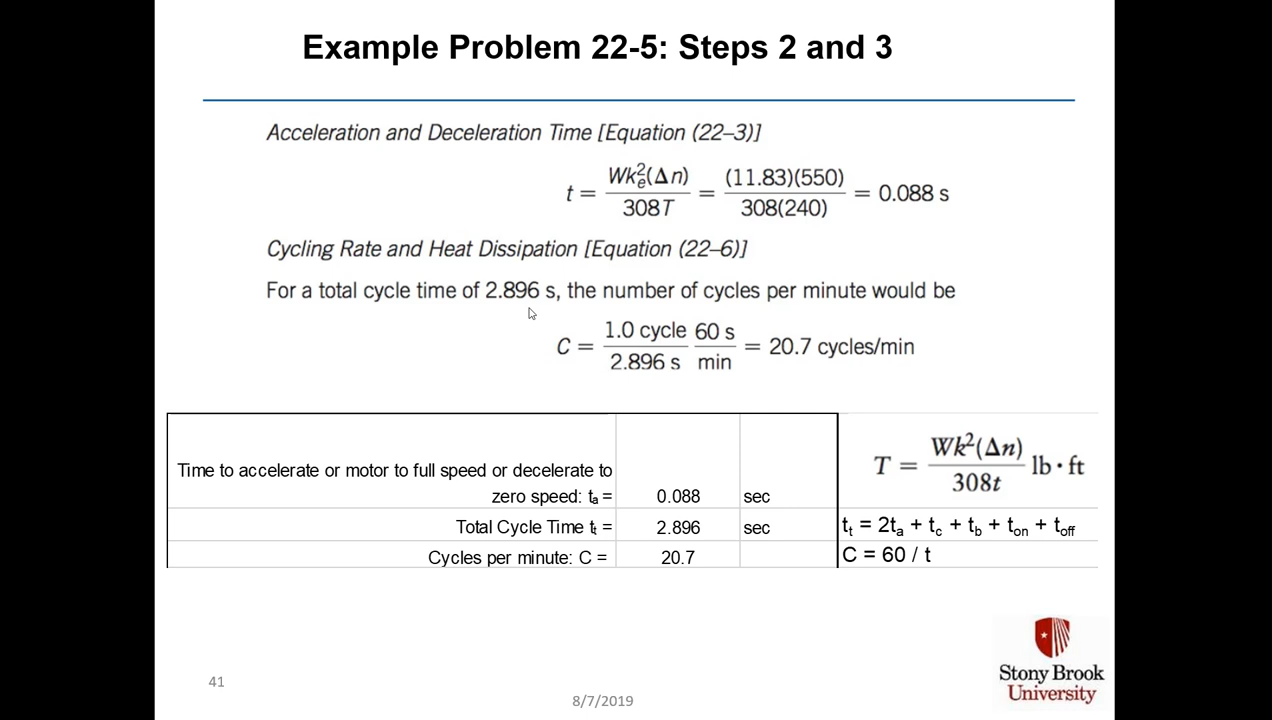 Example Problem 22-5: Steps 2 and 3
Acceleration and Deceleration Time [Equation (22–3)]
t = Wk²ₑ(Δn) / 308T = (11.83)(550) / 308(240) = 0.088 s
Cycling Rate and Heat Dissipation [Equation (22–6)]
For a total cycle time of 2.896 s, the number of cycles per minute would be
C = 1.0 cycle / 2.896 s 60 s / min = 20.7 cycles/min
Time to accelerate or motor to full speed or decelerate to
zero speed: tₐ = 0.088 sec
T = Wk²(Δn) / 308t lb · ft
Total Cycle Time tₜ = 2.896 sec tₜ = 2tₐ + t_c + t_b + t_on + t_off
Cycles per minute: C = 20.7 C = 60 / t
Stony Brook
University
41
8/7/2019